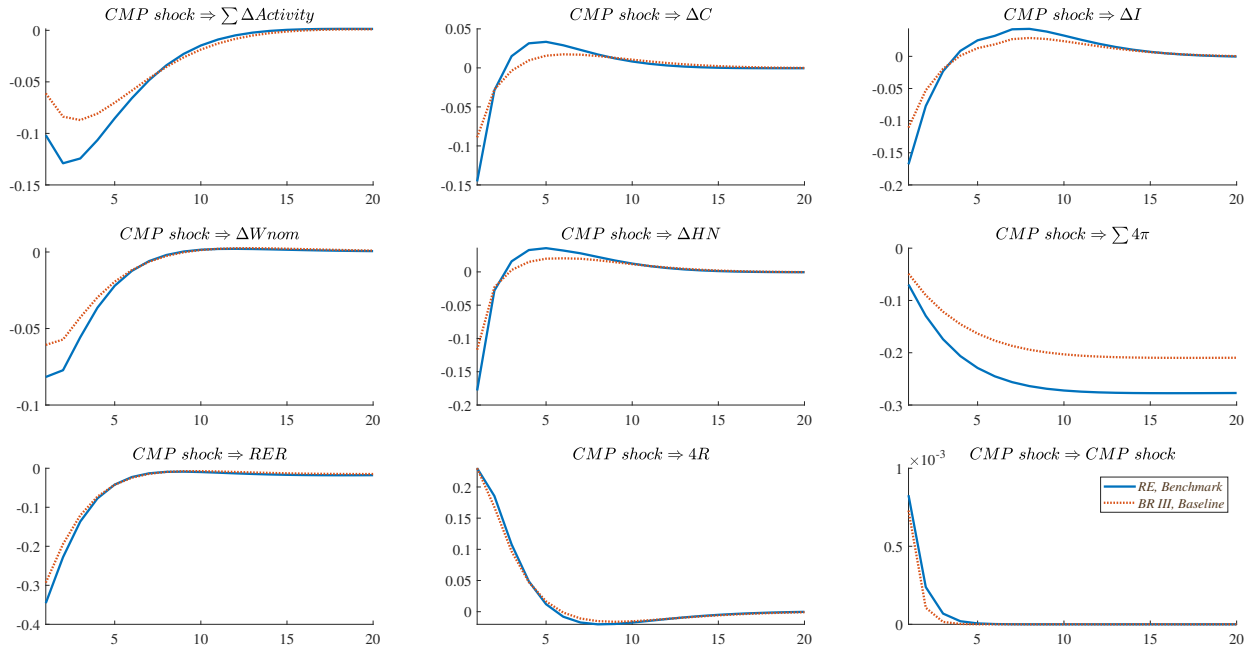 CMP shock ⇒ ∑ ΔActivity
0
-0.05
-0.1
-0.15
5 10 15 20
CMP shock ⇒ ΔC
0.05
0
-0.05
-0.1
-0.15
5 10 15 20
CMP shock ⇒ ΔI
0
-0.05
-0.1
-0.15
-0.2
5 10 15 20
CMP shock ⇒ ΔWnom
0
-0.05
-0.1
5 10 15 20
CMP shock ⇒ ΔHN
0
-0.05
-0.1
-0.15
-0.2
5 10 15 20
CMP shock ⇒ ∑ 4π
0
-0.1
-0.2
-0.3
5 10 15 20
CMP shock ⇒ RER
0
-0.1
-0.2
-0.3
-0.4
5 10 15 20
CMP shock ⇒ 4R
0.2
0.15
0.1
0.05
0
5 10 15 20
CMP shock ⇒ CMP shock
×10⁻³
1
0.5
0
RE, Benchmark
BR III, Baseline
5 10 15 20